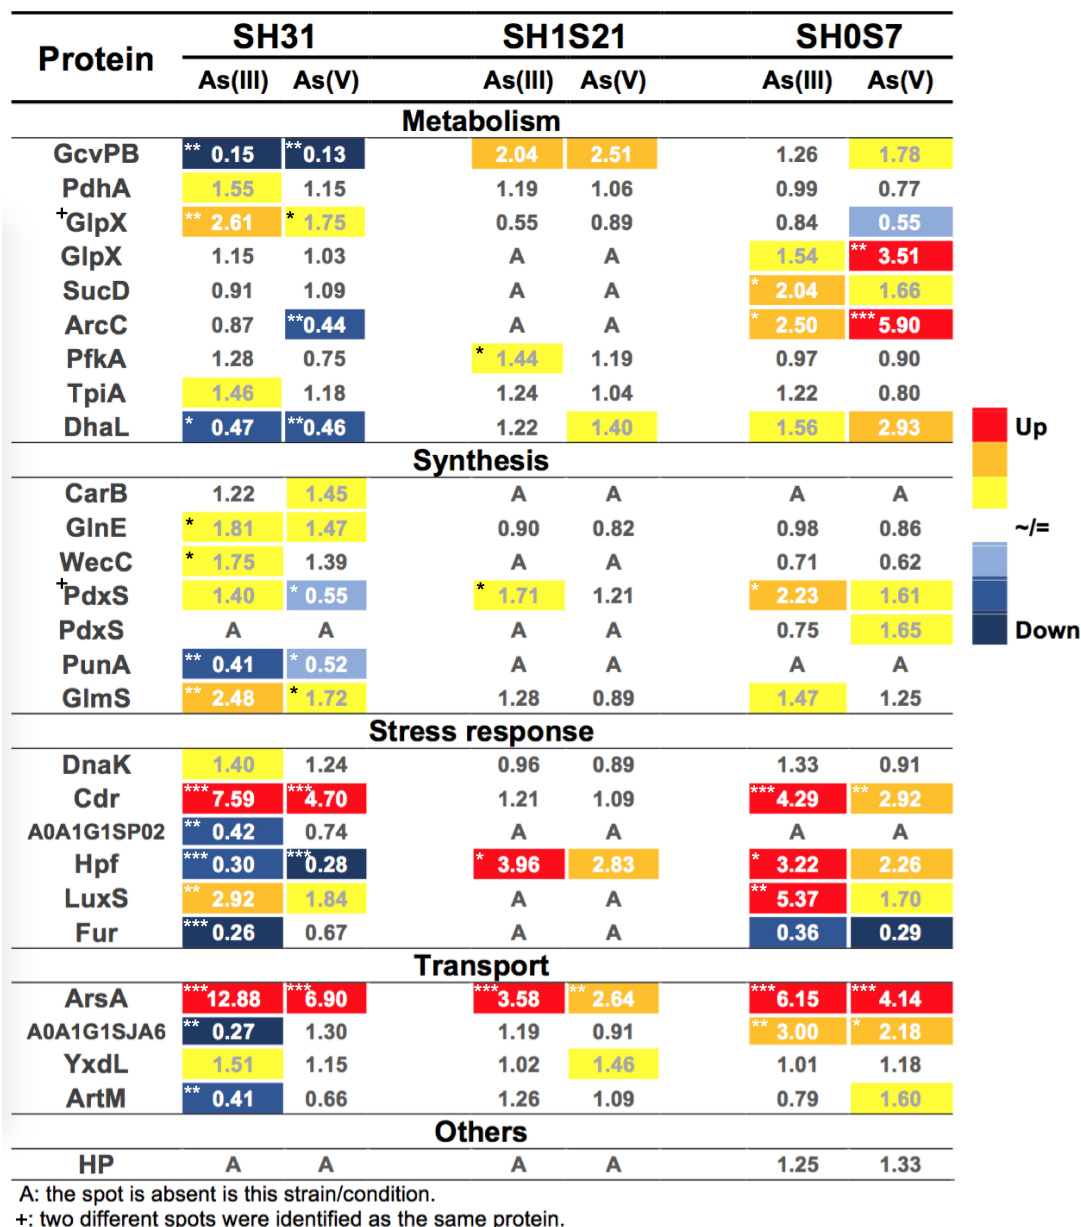 Protein SH31 SH1S21 SH0S7
As(III) As(V) As(III) As(V) As(III) As(V)
Metabolism
GcvPB ** 0.15 ** 0.13 2.04 2.51 1.26 1.78
PdhA 1.55 1.15 1.19 1.06 0.99 0.77
+GlpX ** 2.61 * 1.75 0.55 0.89 0.84 0.55
GlpX 1.15 1.03 A A 1.54 ** 3.51
SucD 0.91 1.09 A A * 2.04 1.66
ArcC 0.87 **0.44 A A * 2.50 *** 5.90
PfkA 1.28 0.75 * 1.44 1.19 0.97 0.90
TpiA 1.46 1.18 1.24 1.04 1.22 0.80
DhaL * 0.47 **0.46 1.22 1.40 1.56 2.93
Up
Synthesis
CarB 1.22 1.45 A A A A
GlnE * 1.81 1.47 0.90 0.82 0.98 0.86
~/=
WecC * 1.75 1.39 A A 0.71 0.62
+PdxS 1.40 * 0.55 * 1.71 1.21 * 2.23 1.61
PdxS A A A A 0.75 1.65
Down
PunA ** 0.41 * 0.52 A A A A
GlmS ** 2.48 * 1.72 1.28 0.89 1.47 1.25
Stress response
DnaK 1.40 1.24 0.96 0.89 1.33 0.91
Cdr *** 7.59 *** 4.70 1.21 1.09 *** 4.29 ** 2.92
A0A1G1SP02 ** 0.42 0.74 A A A A
Hpf *** 0.30 *** 0.28 * 3.96 2.83 * 3.22 2.26
LuxS ** 2.92 1.84 A A ** 5.37 1.70
Fur *** 0.26 0.67 A A 0.36 0.29
Transport
ArsA *** 12.88 *** 6.90 *** 3.58 ** 2.64 *** 6.15 *** 4.14
A0A1G1SJA6 ** 0.27 1.30 1.19 0.91 ** 3.00 * 2.18
YxdL 1.51 1.15 1.02 1.46 1.01 1.18
ArtM ** 0.41 0.66 1.26 1.09 0.79 1.60
Others
HP A A A A 1.25 1.33
A: the spot is absent is this strain/condition.
+: two different spots were identified as the same protein.